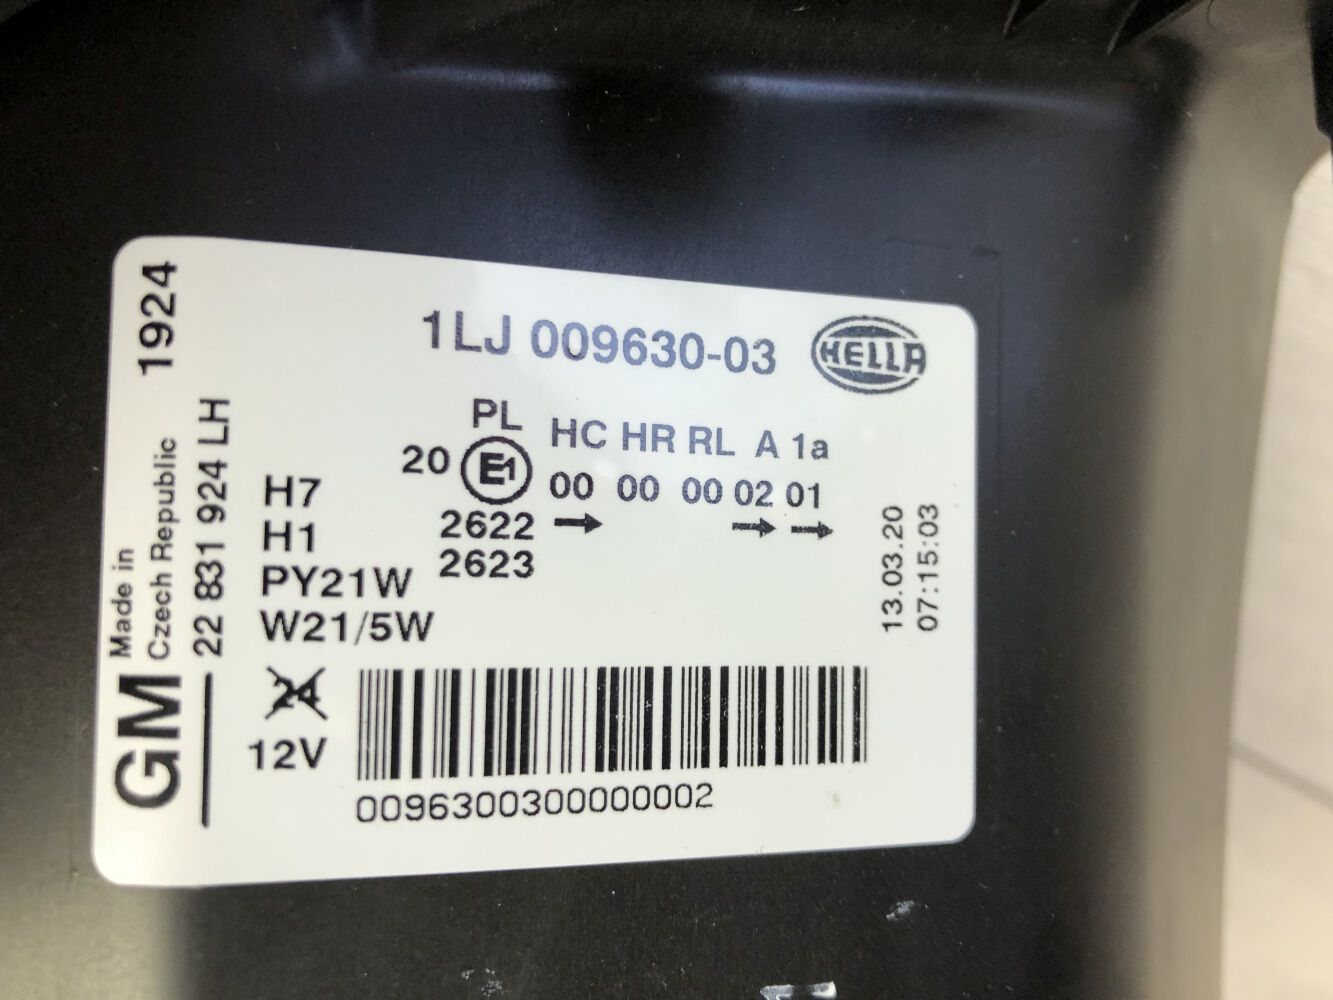 1LJ 009630-03
HELLA
PL
HC HR RL A 1a
20 E1 00 00 00 02 01
2622 →  → →
2623
H7
H1
PY21W
W21/5W
24
12V
00963003000000002
13.03.20
07:15:03
GM
Made in
Czech Republic
1924
22 831 924 LH